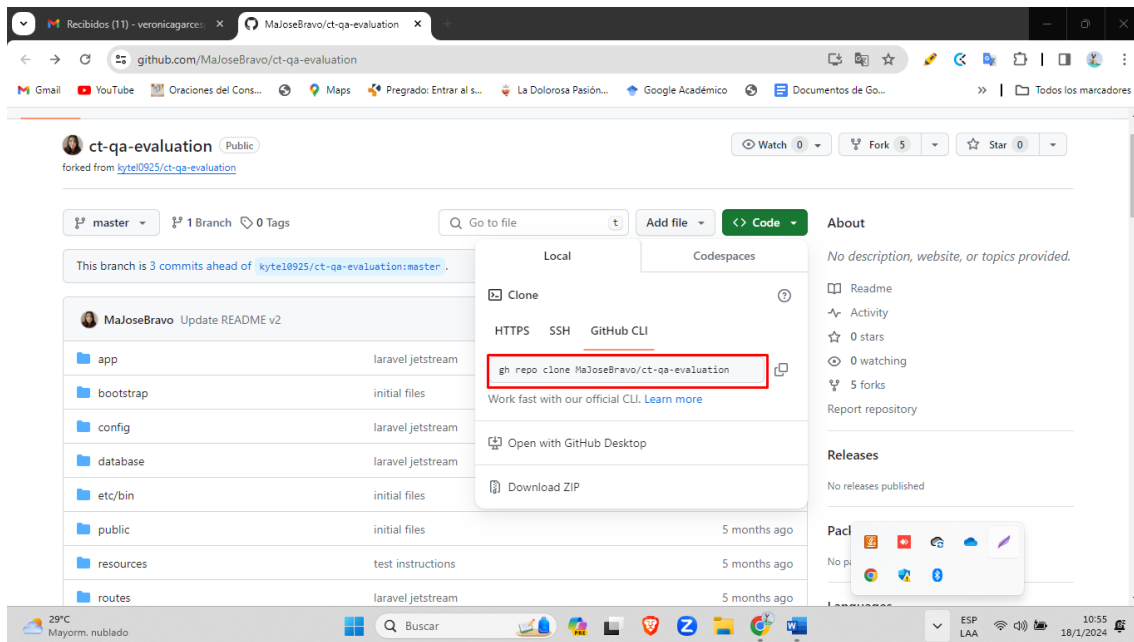 Recibidos (11) - veronicagarces
MaJoseBravo/ct-qa-evaluation
github.com/MaJoseBravo/ct-qa-evaluation
Gmail
YouTube
Oraciones del Cons...
Maps
Pregrado: Entrar al s...
La Dolorosa Pasión...
Google Académico
Documentos de Go...
»
Todos los marcadores
ct-qa-evaluation Public
Watch 0
Fork 5
Star 0
forked from kytel0925/ct-qa-evaluation
master
1 Branch
0 Tags
Go to file t
Add file
<> Code
This branch is 3 commits ahead of kytel0925/ct-qa-evaluation:master .
MaJoseBravo Update README v2
app laravel jetstream
bootstrap initial files
config laravel jetstream
database laravel jetstream
etc/bin initial files
public initial files 5 months ago
resources test instructions 5 months ago
routes laravel jetstream 5 months ago
Local
Codespaces
Clone
HTTPS SSH GitHub CLI
gh repo clone MaJoseBravo/ct-qa-evaluation
Work fast with our official CLI. Learn more
Open with GitHub Desktop
Download ZIP
About
No description, website, or topics provided.
Readme
Activity
0 stars
0 watching
5 forks
Report repository
Releases
No releases published
Languages
29°C
Mayorm. nublado
Buscar
PRE
ESP
LAA
10:55
18/1/2024